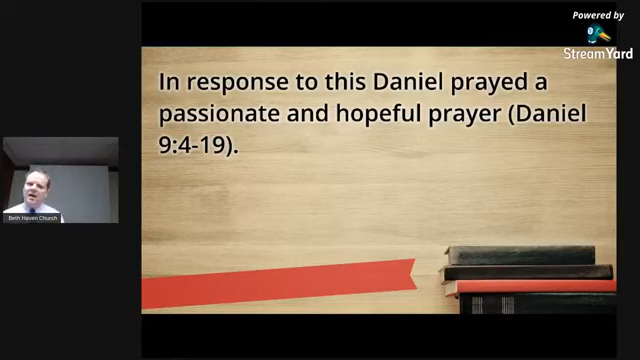 Powered by
StreamYard
In response to this Daniel prayed a
passionate and hopeful prayer (Daniel
9:4-19).
Beth Haven Church